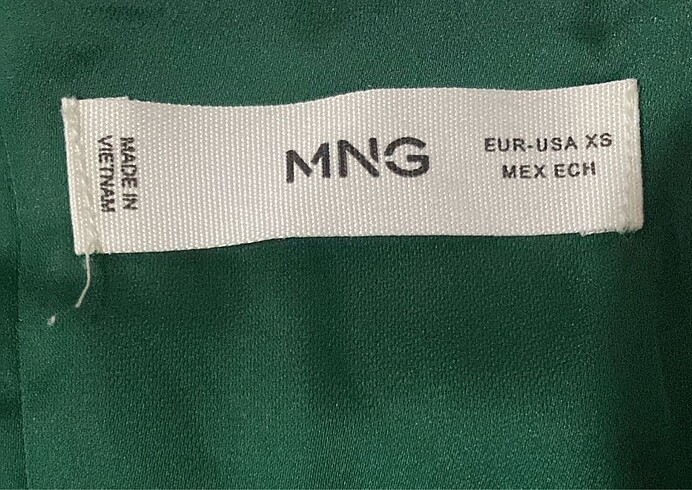 MADE IN
VIETNAM
MNG
EUR-USA XS
MEX ECH